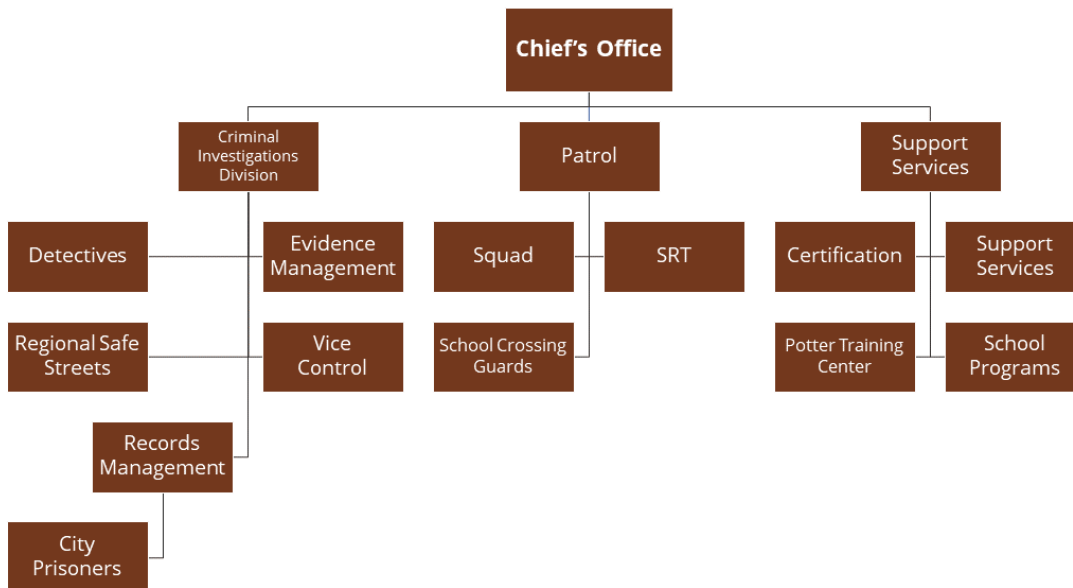 Chief's Office
Criminal
Investigations
Division
Patrol
Support
Services
Detectives
Evidence
Management
Squad
SRT
Certification
Support
Services
Regional Safe
Streets
Vice
Control
School Crossing
Guards
Potter Training
Center
School
Programs
Records
Management
City
Prisoners